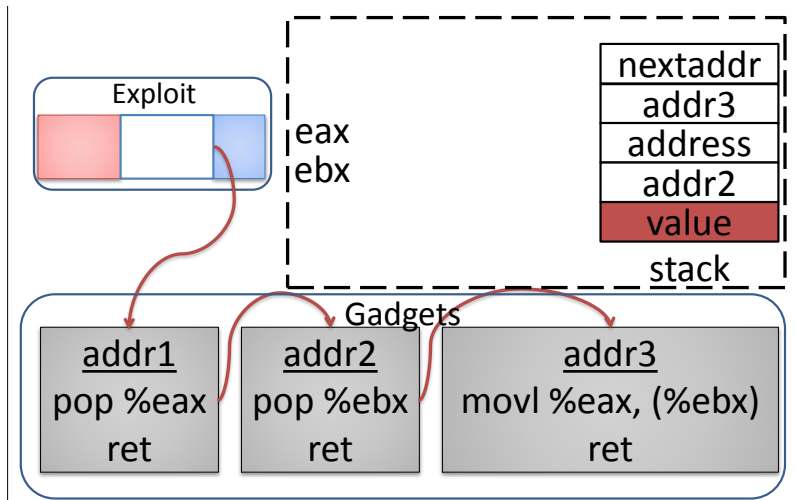 Exploit
eax
ebx
nextaddr
addr3
address
addr2
value
stack
Gadgets
addr1
pop %eax
ret
addr2
pop %ebx
ret
addr3
movl %eax, (%ebx)
ret